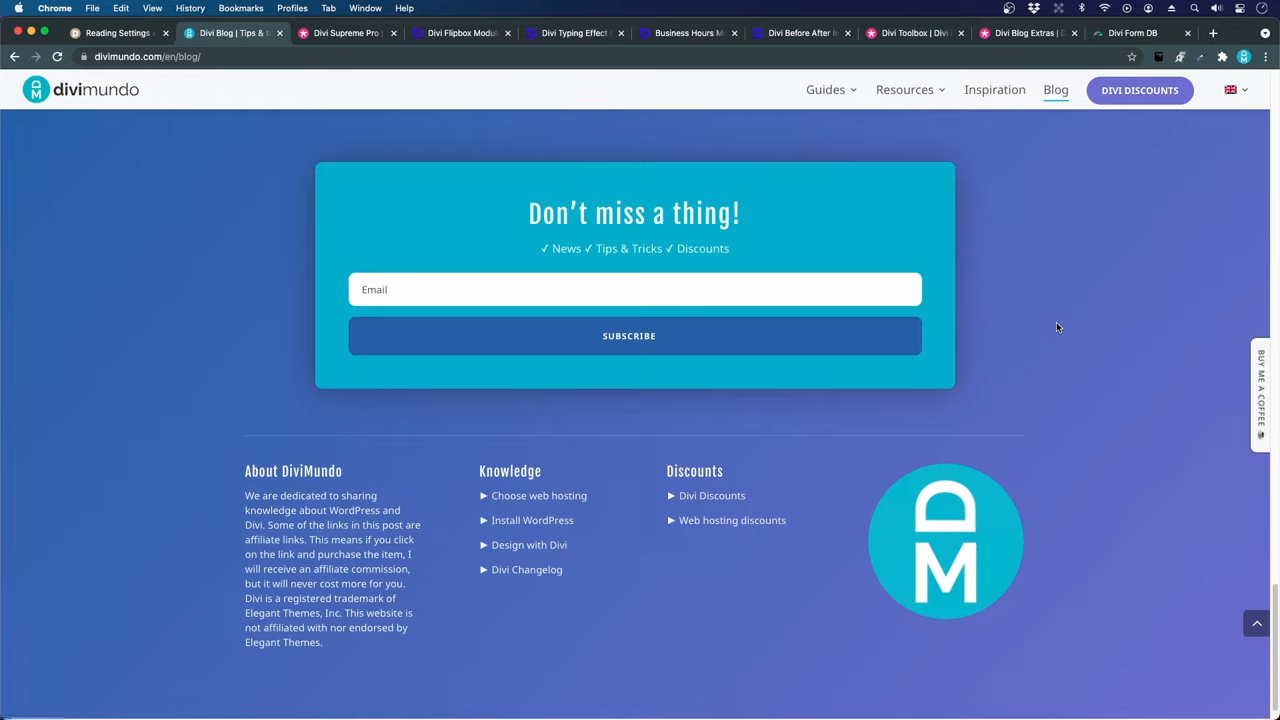 Chrome File Edit View History Bookmarks Profiles Tab Window Help
Reading Settings
Divi Blog | Tips & t
Divi Supreme Pro |
Divi Flipbox Modu
Divi Typing Effect
Business Hours M
Divi Before After In
Divi Toolbox | Divi
Divi Blog Extras | D
Divi Form DB
divimundo.com/en/blog/
DM divimundo
Guides Resources Inspiration Blog DIVI DISCOUNTS
Don’t miss a thing!
✓ News ✓ Tips & Tricks ✓ Discounts
Email
SUBSCRIBE
BUY ME A COFFEE
About DiviMundo
We are dedicated to sharing
knowledge about WordPress and
Divi. Some of the links in this post are
affiliate links. This means if you click
on the link and purchase the item, I
will receive an affiliate commission,
but it will never cost more for you.
Divi is a registered trademark of
Elegant Themes, Inc. This website is
not affiliated with nor endorsed by
Elegant Themes.
Knowledge
► Choose web hosting
► Install WordPress
► Design with Divi
► Divi Changelog
Discounts
► Divi Discounts
► Web hosting discounts
DM